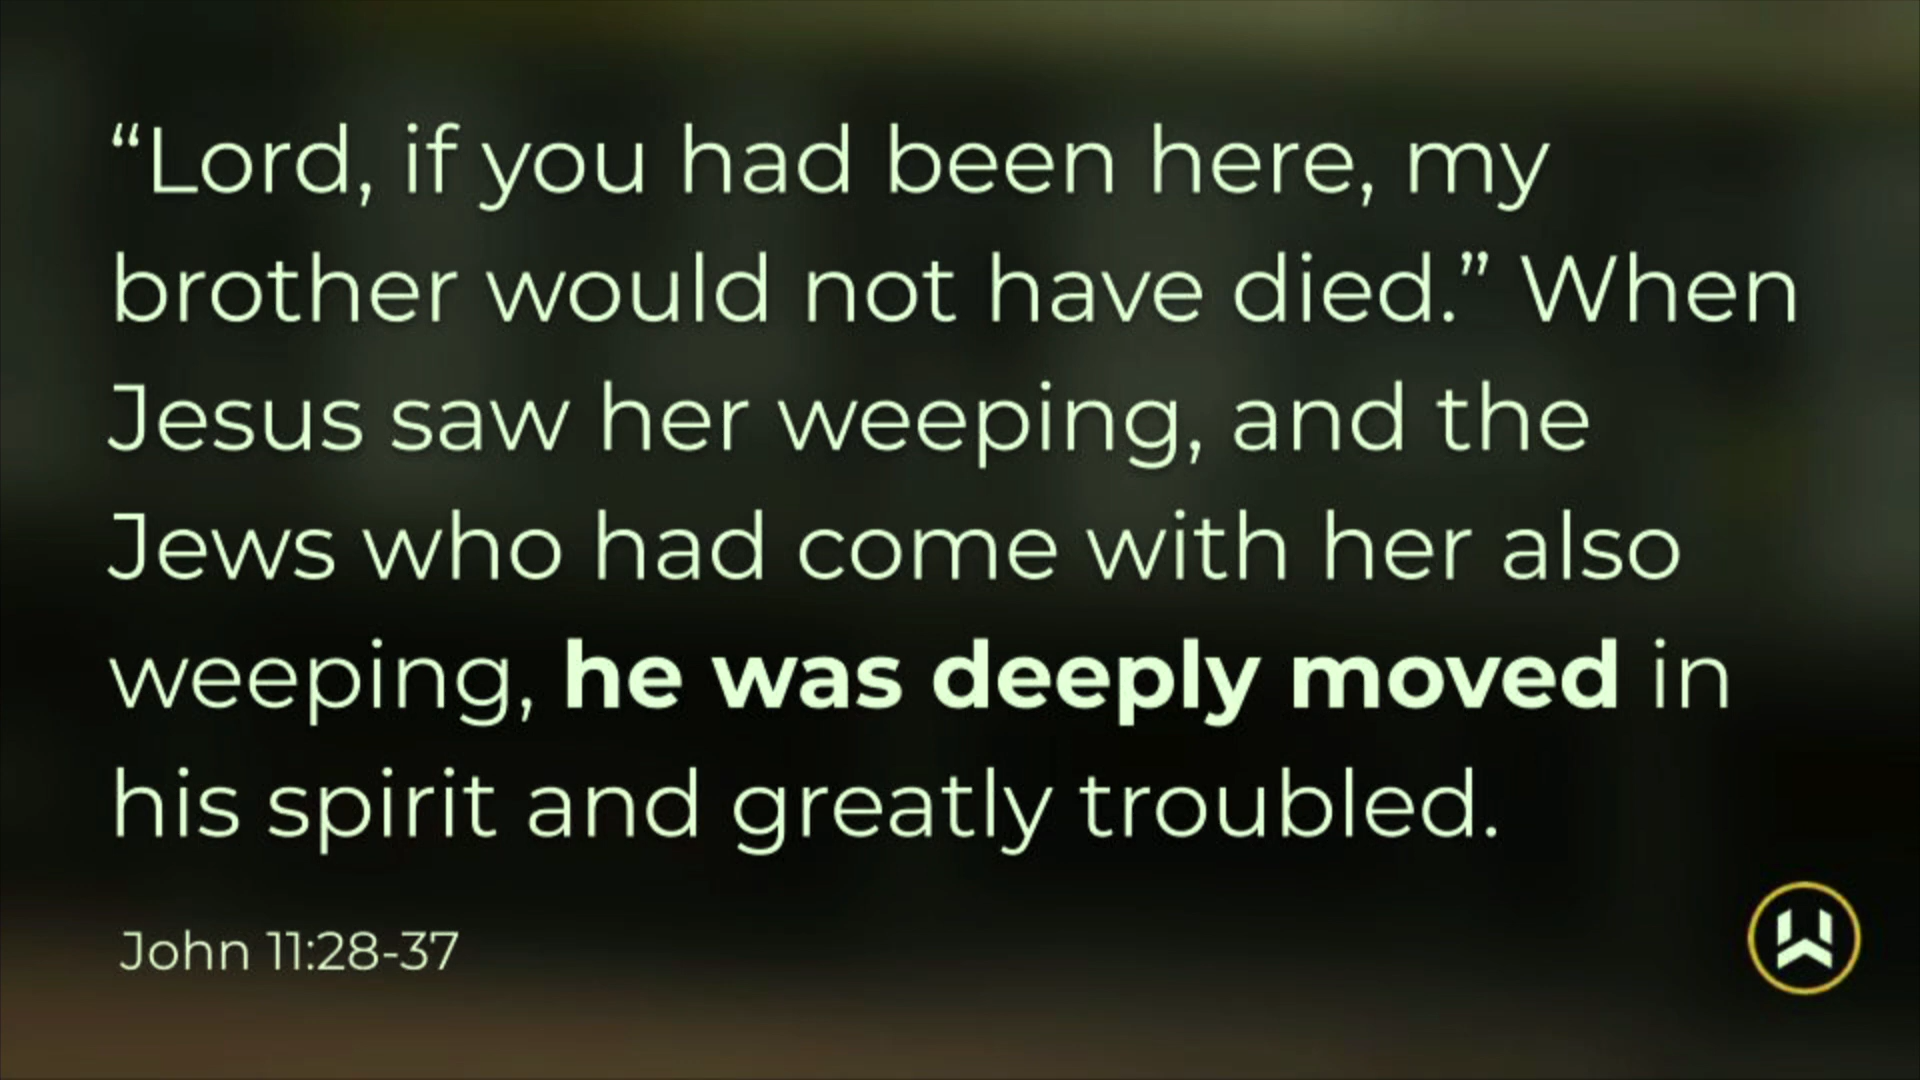 “Lord, if you had been here, my
brother would not have died.” When
Jesus saw her weeping, and the
Jews who had come with her also
weeping, he was deeply moved in
his spirit and greatly troubled.
John 11:28-37